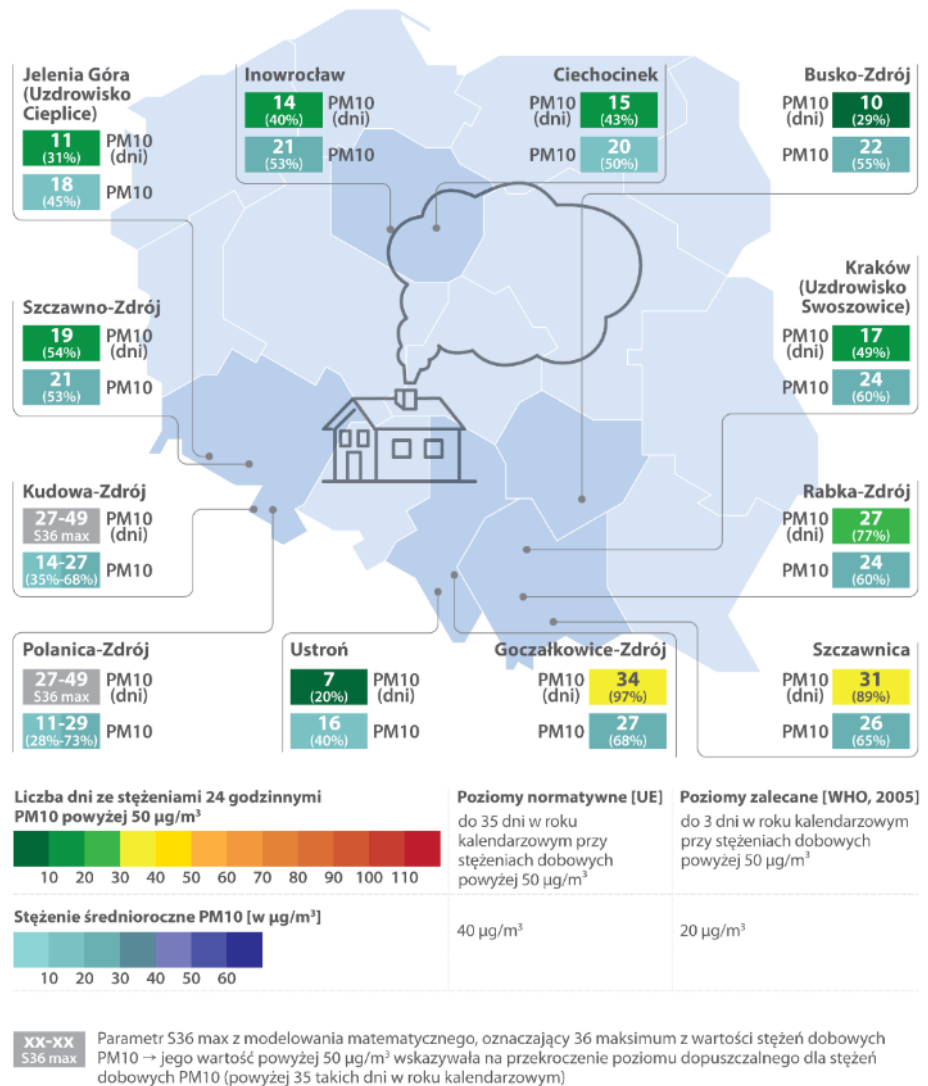 Jelenia Góra
(Uzdrowisko
Cieplice)
11
(31%)
PM10
(dni)
18
(45%)
PM10
Inowrocław
14
(40%)
PM10
(dni)
21
(53%)
PM10
Ciechocinek
PM10
(dni)
15
(43%)
PM10
20
(50%)
Busko-Zdrój
PM10
(dni)
10
(29%)
PM10
22
(55%)
Szczawno-Zdrój
19
(54%)
PM10
(dni)
21
(53%)
PM10
Kraków
(Uzdrowisko
Swoszowice)
PM10
(dni)
17
(49%)
PM10
24
(60%)
Kudowa-Zdrój
27-49
S36 max
PM10
(dni)
14-27
(35%-68%)
PM10
Rabka-Zdrój
PM10
(dni)
27
(77%)
PM10
24
(60%)
Polanica-Zdrój
27-49
S36 max
PM10
(dni)
11-29
(28%-73%)
PM10
Ustroń
7
(20%)
PM10
(dni)
16
(40%)
PM10
Goczałkowice-Zdrój
PM10
(dni)
34
(97%)
PM10
27
(68%)
Szczawnica
PM10
(dni)
31
(89%)
PM10
26
(65%)
Liczba dni ze stężeniami 24 godzinnymi
PM10 powyżej 50 µg/m³
10 20 30 40 50 60 70 80 90 100 110
Poziomy normatywne [UE]
do 35 dni w roku
kalendarzowym przy
stężeniach dobowych
powyżej 50 µg/m³
Poziomy zalecane [WHO, 2005]
do 3 dni w roku kalendarzowym
przy stężeniach dobowych
powyżej 50 µg/m³
Stężenie średnioroczne PM10 [w µg/m³]
10 20 30 40 50 60
40 µg/m³
20 µg/m³
xx-xx
S36 max
Parametr S36 max z modelowania matematycznego, oznaczający 36 maksimum z wartości stężeń dobowych
PM10 → jego wartość powyżej 50 µg/m³ wskazywała na przekroczenie poziomu dopuszczalnego dla stężeń
dobowych PM10 (powyżej 35 takich dni w roku kalendarzowym)